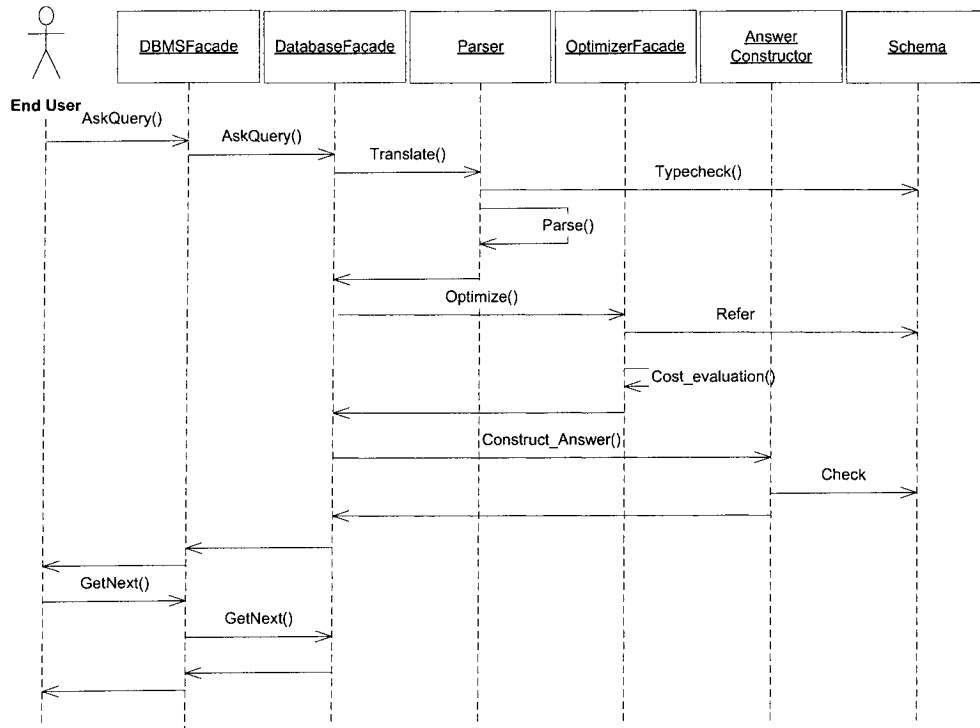 DBMSFacade
DatabaseFacade
Parser
OptimizerFacade
Answer
Constructor
Schema
End User
AskQuery()
AskQuery()
Translate()
Typecheck()
Parse()
Optimize()
Refer
Cost_evaluation()
Construct_Answer()
Check
GetNext()
GetNext()